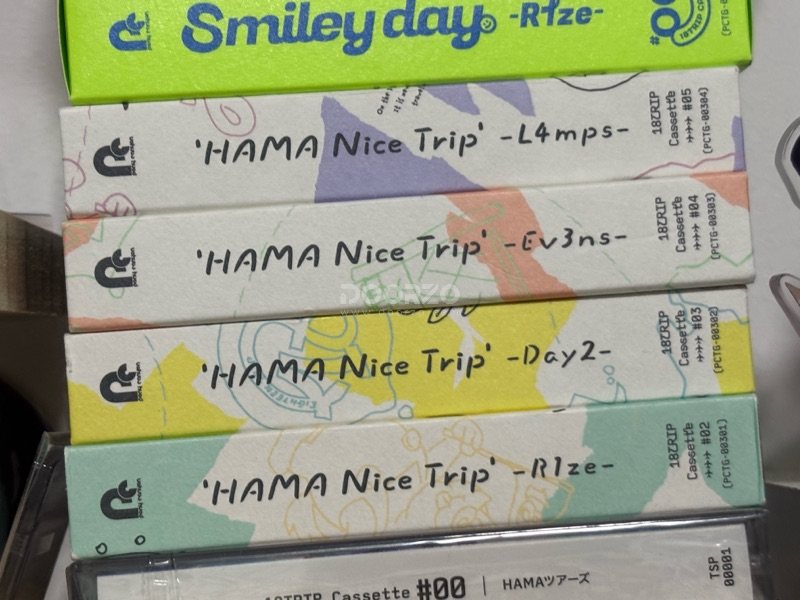 Smiley day -R1ze-
'HAMA Nice Trip' -L4mps-
18TRIP
Cassette
#05
(PCTG-00304)
'HAMA Nice Trip' -Ev3ns-
18TRIP
Cassette
#04
(PCTG-00303)
DOORZO
'HAMA Nice Trip' -Day2-
18TRIP
Cassette
#03
(PCTG-00302)
EIGHTEEN
'HAMA Nice Trip' -R1ze-
18TRIP
Cassette
#02
(PCTG-00301)
18TRIP Cassette #00 | HAMAツアーズ
TSP
00001